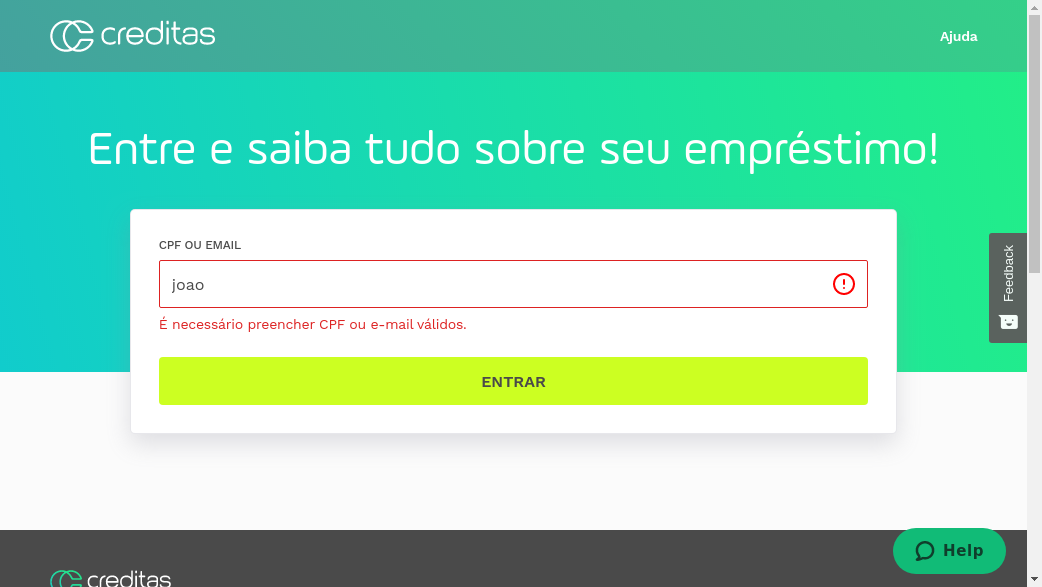 creditas
Ajuda
Entre e saiba tudo sobre seu empréstimo!
CPF OU EMAIL
joao
É necessário preencher CPF ou e-mail válidos.
ENTRAR
Feedback
Help
creditas